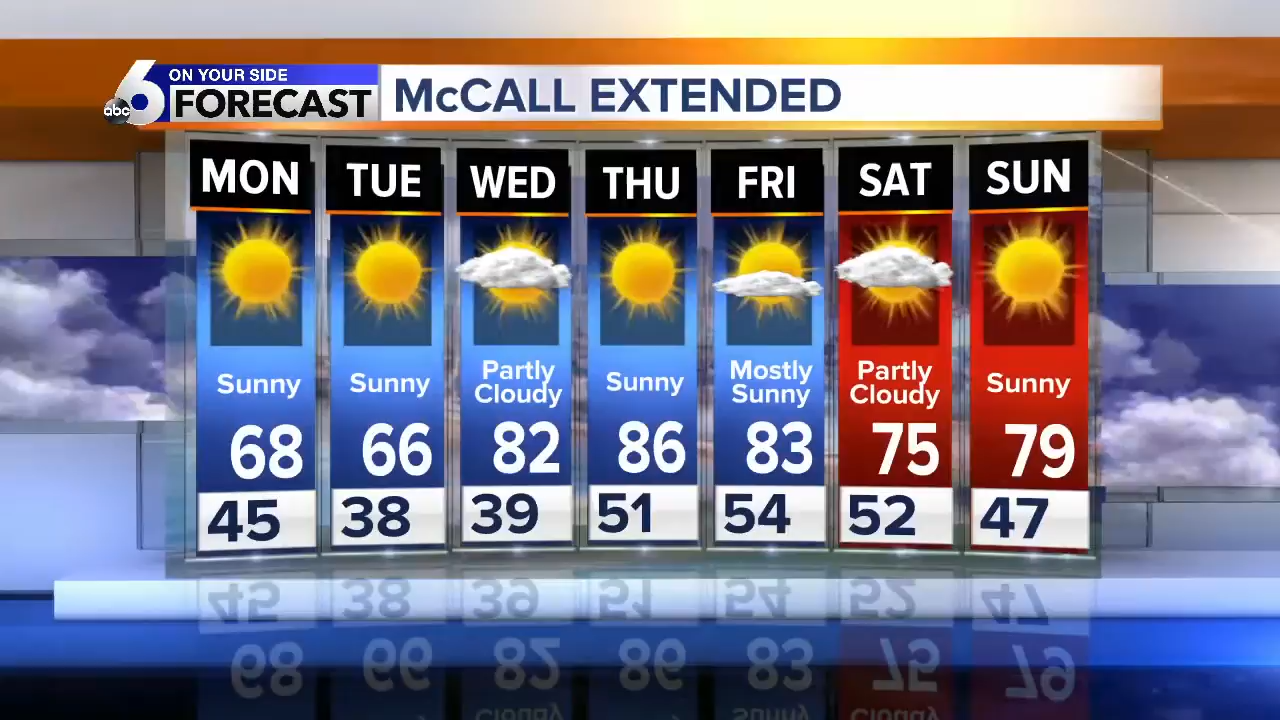 ON YOUR SIDE
abc 6 FORECAST
McCALL EXTENDED
MON TUE WED THU FRI SAT SUN
Sunny Sunny Partly Cloudy Sunny Mostly Sunny Partly Cloudy Sunny
68 66 82 86 83 75 79
45 38 39 51 54 52 47